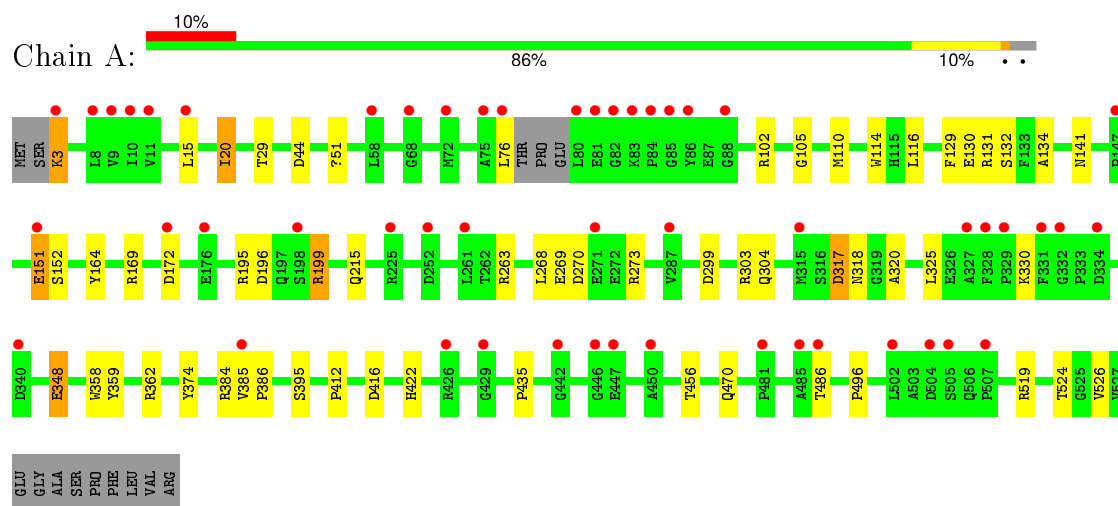 10%
Chain A:
86% 10% • •
MET SER K3 L8 V9 I10 V11 L15 I20 T29 D44 ?51 L58 G68 M72 A75 L76 THR PRO GLU L80 E81 G82 K83 P84 G85 Y86 E87 G88 R102 G105 M110 W114 H115 L116 F129 E130 R131 S132 F133 A134 N141
E151 S152 Y164 R169 D172 E176 R195 D196 Q197 S198 R199 Q215 R225 D252 L261 T262 R263 L268 E269 D270 E271 E272 R273 V287 D299 R303 Q304 M315 S316 D317 N318 G319 A320 L325 E326 A327 F328 P329 K330 F331 G332 P333 D334
D340 E348 W358 Y359 R362 Y374 R384 V385 P386 S395 P412 D416 H422 R426 G429 P435 G442 G446 E447 A450 T456 Q470 P481 A485 T486 P496 L502 A503 D504 S505 Q506 P507 R519 T524 G525 V526
GLU GLY ALA SER PRO PHE LEU VAL ARG